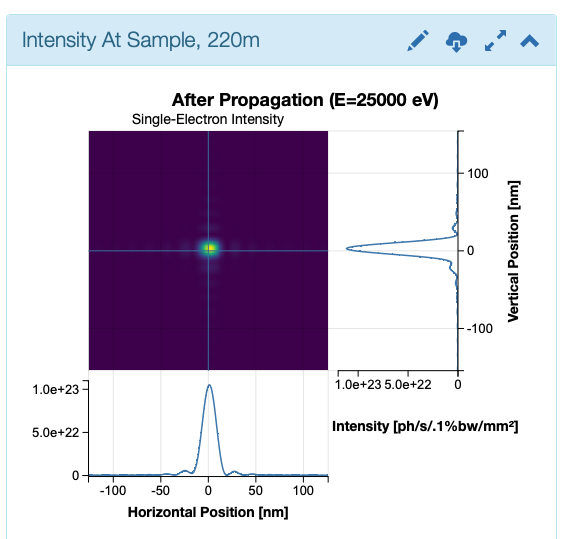 Intensity At Sample, 220m
After Propagation (E=25000 eV)
Single-Electron Intensity
100
0
-100
Vertical Position [nm]
1.0e+23 5.0e+22 0
Intensity [ph/s/.1%bw/mm²]
1.0e+23
5.0e+22
0
-100 -50 0 50 100
Horizontal Position [nm]